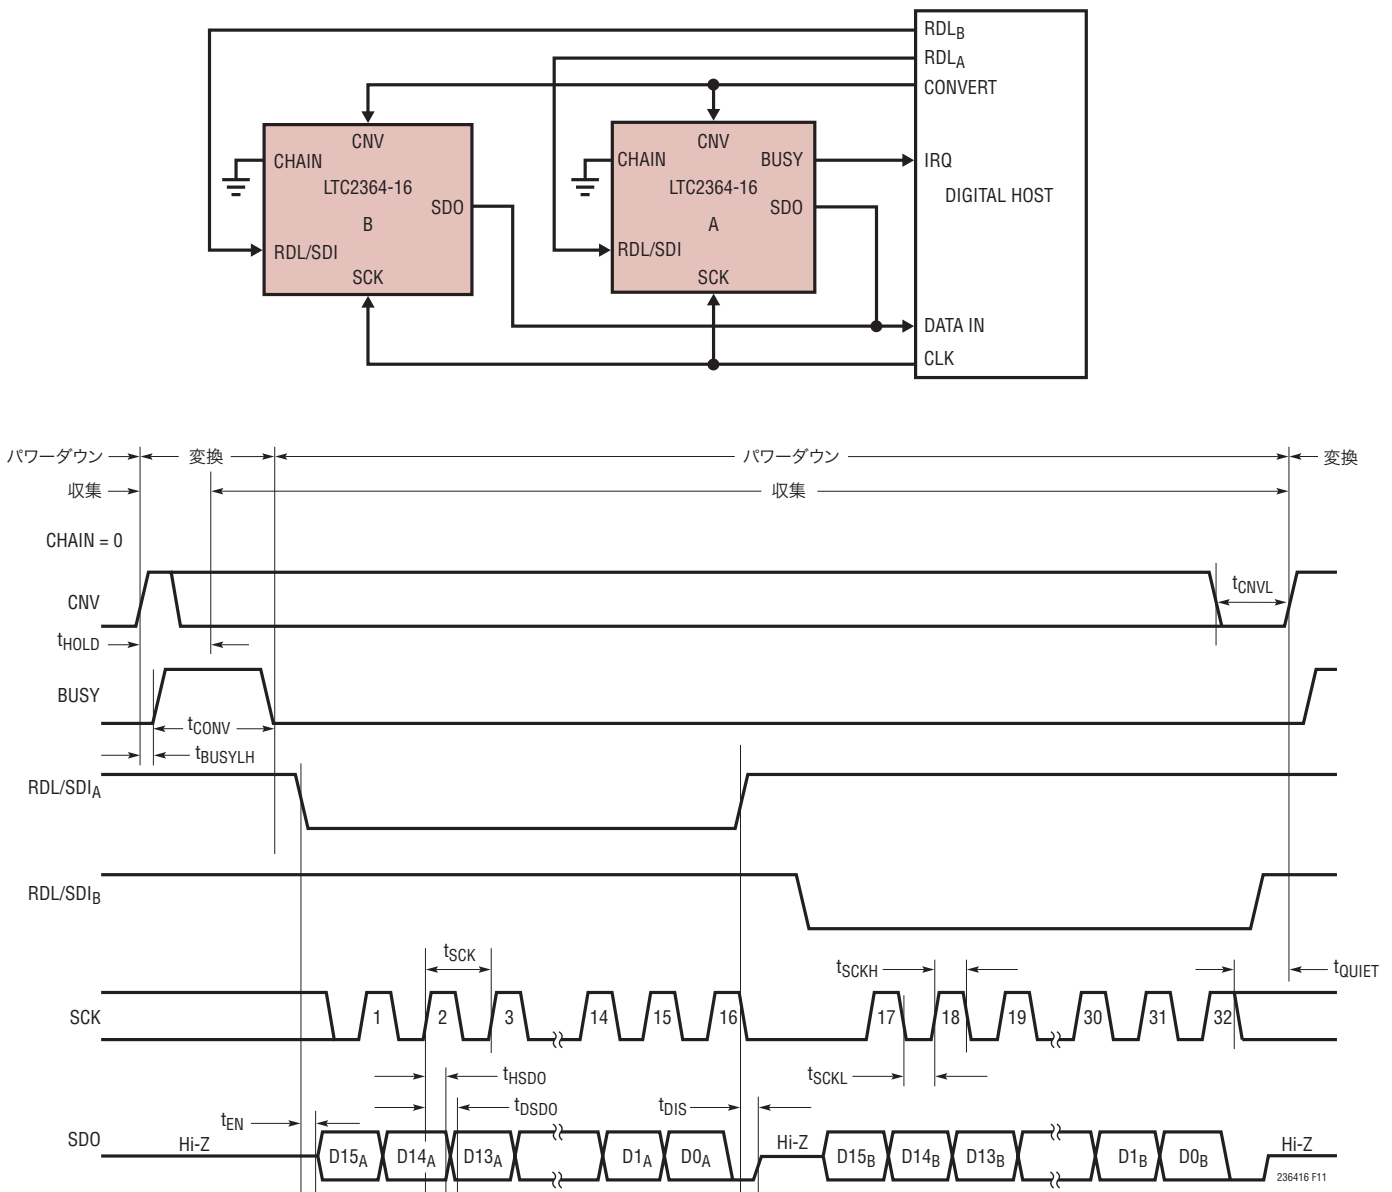 RDLB
RDLA
CONVERT
CNV
CHAIN
LTC2364-16
SDO
B
RDL/SDI
SCK
CNV
CHAIN
BUSY
LTC2364-16
SDO
A
RDL/SDI
SCK
IRQ
DIGITAL HOST
DATA IN
CLK
パワーダウン 変換 パワーダウン 変換
収集 収集
CHAIN = 0
CNV
tCNVL
tHOLD
BUSY
tCONV
tBUSYLH
RDL/SDIA
RDL/SDIB
tSCK
tSCKH
tQUIET
SCK 1 2 3 14 15 16 17 18 19 30 31 32
tHSDO
tSCKL
tDSDO
tDIS
tEN
SDO Hi-Z D15A D14A D13A D1A D0A Hi-Z D15B D14B D13B D1B D0B Hi-Z
236416 F11